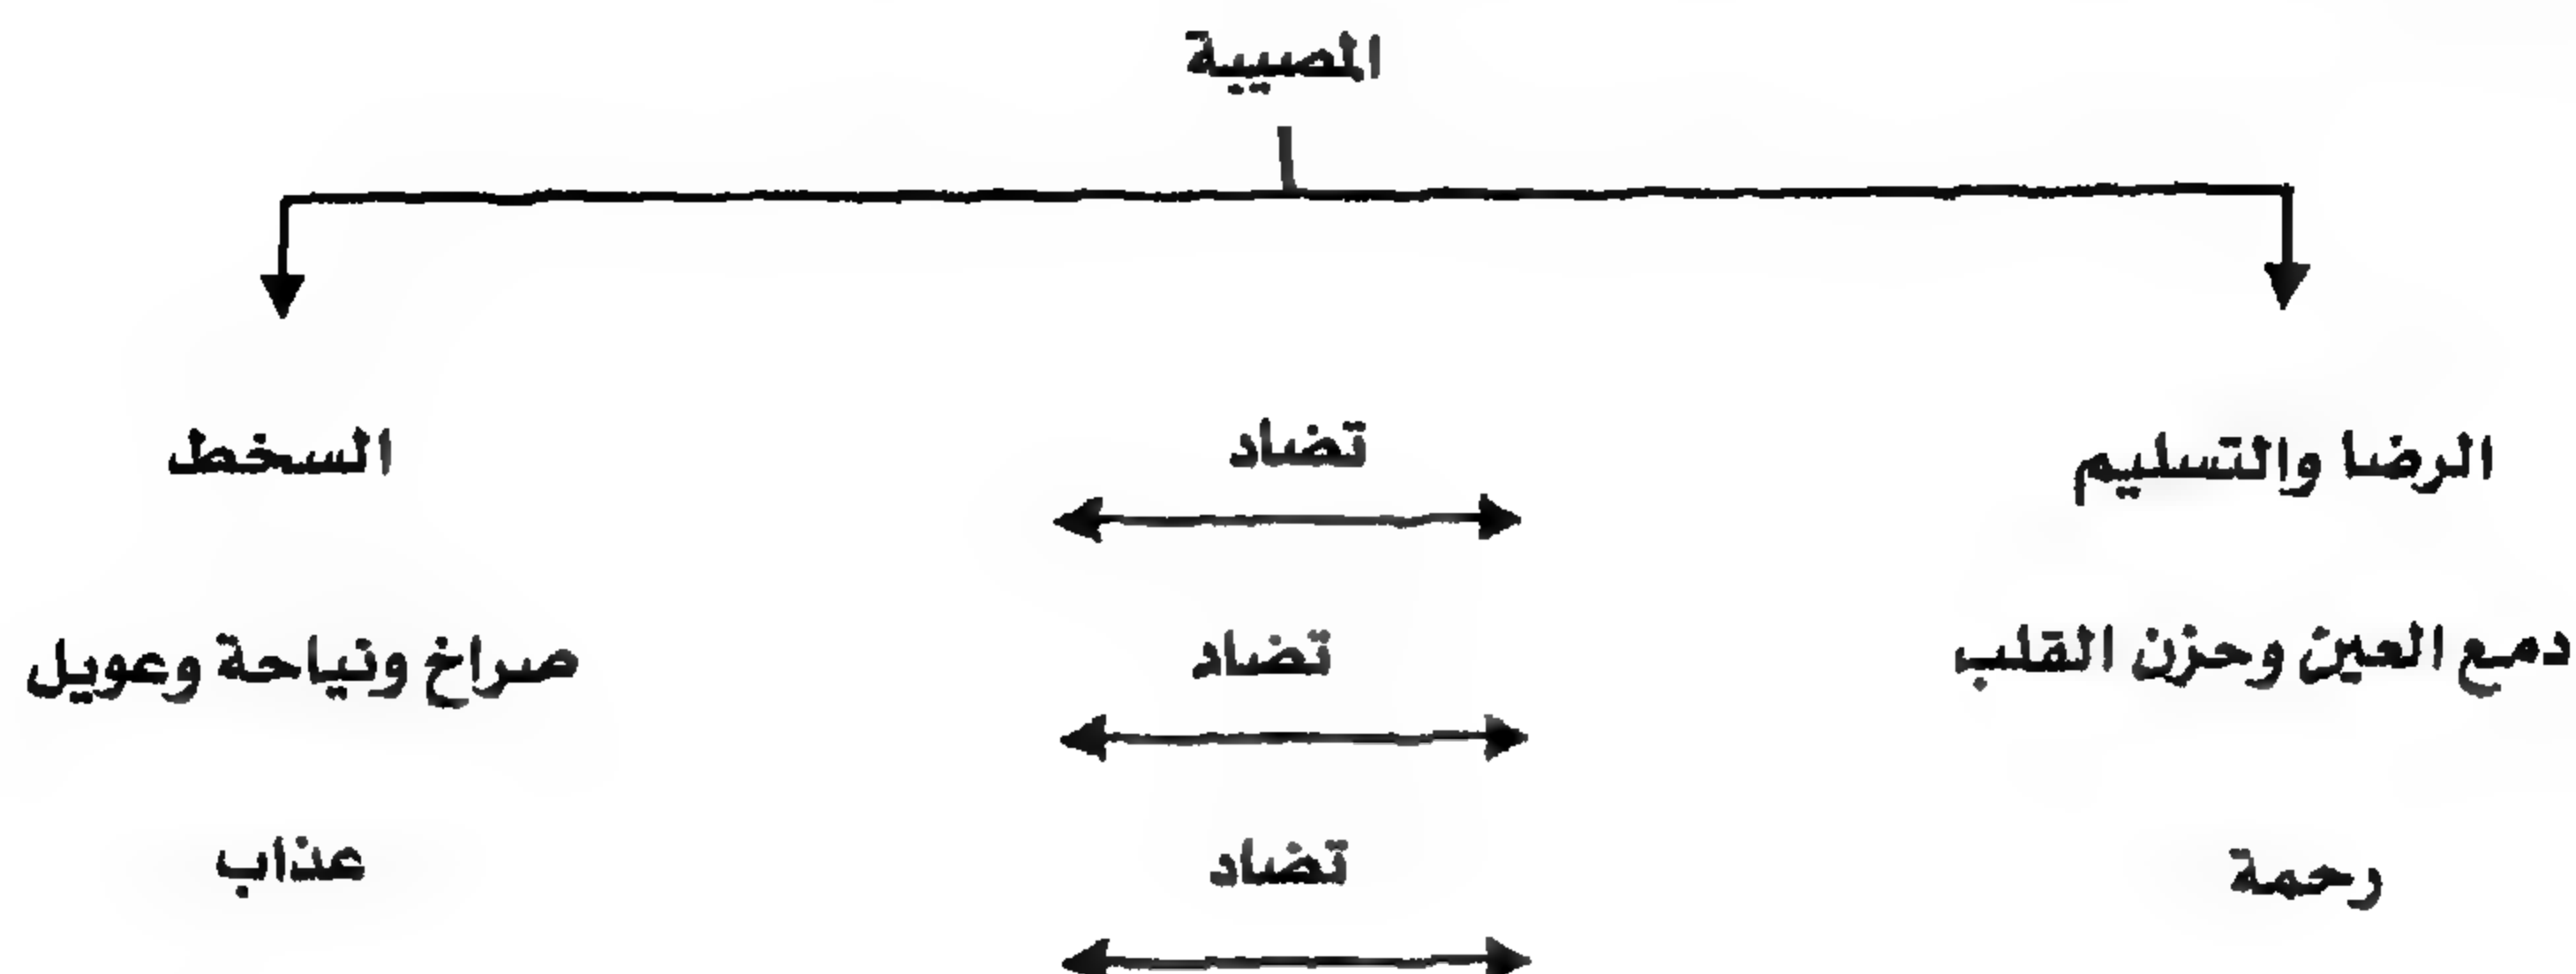 المصيبة
الرضا والتسليم تضاد السخط
دمع العين وحزن القلب تضاد صراخ ونياحة وعويل
رحمة تضاد عذاب